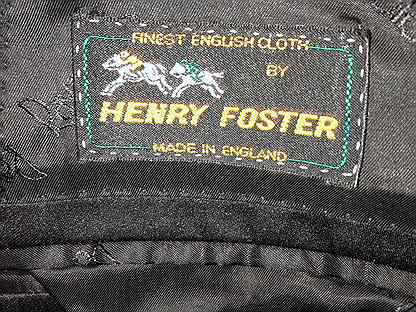 FINEST ENGLISH CLOTH
BY
HENRY FOSTER
MADE IN ENGLAND